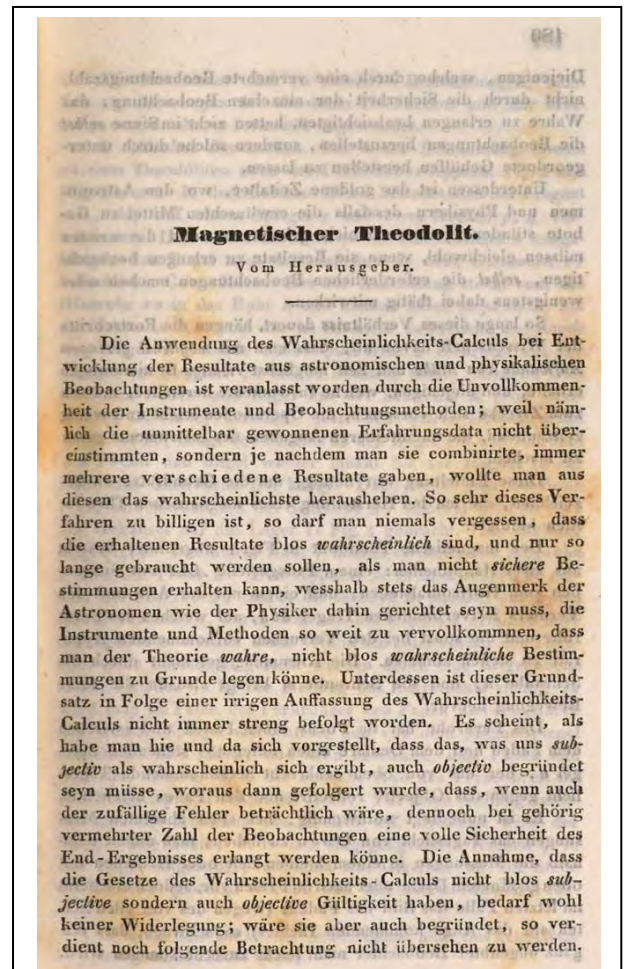 Magnetischer Theodolit.
Vom Herausgeber.
Die Anwendung des Wahrscheinlichkeits-Calculs bei Ent-
wicklung der Resultate aus astronomischen und physikalischen
Beobachtungen ist veranlasst worden durch die Unvollkommen-
heit der Instrumente und Beobachtungsmethoden; weil näm-
lich die unmittelbar gewonnenen Erfahrungsdata nicht über-
einstimmten, sondern je nachdem man sie combinirte, immer
mehrere verschiedene Resultate gaben, wollte man aus
diesen das wahrscheinlichste herausheben. So sehr dieses Ver-
fahren zu billigen ist, so darf man niemals vergessen, dass
die erhaltenen Resultate blos wahrscheinlich sind, und nur so
lange gebraucht werden sollen, als man nicht sichere Be-
stimmungen erhalten kann, wesshalb stets das Augenmerk der
Astronomen wie der Physiker dahin gerichtet seyn muss, die
Instrumente und Methoden so weit zu vervollkommnen, dass
man der Theorie wahre, nicht blos wahrscheinliche Bestim-
mungen zu Grunde legen könne. Unterdessen ist dieser Grund-
satz in Folge einer irrigen Auffassung des Wahrscheinlichkeits-
Calculs nicht immer streng befolgt worden. Es scheint, als
habe man hie und da sich vorgestellt, dass das, was uns sub-
jectiv als wahrscheinlich sich ergibt, auch objectiv begründet
seyn müsse, woraus dann gefolgert wurde, dass, wenn auch
der zufällige Fehler beträchtlich wäre, dennoch bei gehörig
vermehrter Zahl der Beobachtungen eine volle Sicherheit des
End-Ergebnisses erlangt werden könne. Die Annahme, dass
die Gesetze des Wahrscheinlichkeits-Calculs nicht blos sub-
jective sondern auch objective Gültigkeit haben, bedarf wohl
keiner Widerlegung; wäre sie aber auch begründet, so ver-
dient noch folgende Betrachtung nicht übersehen zu werden.